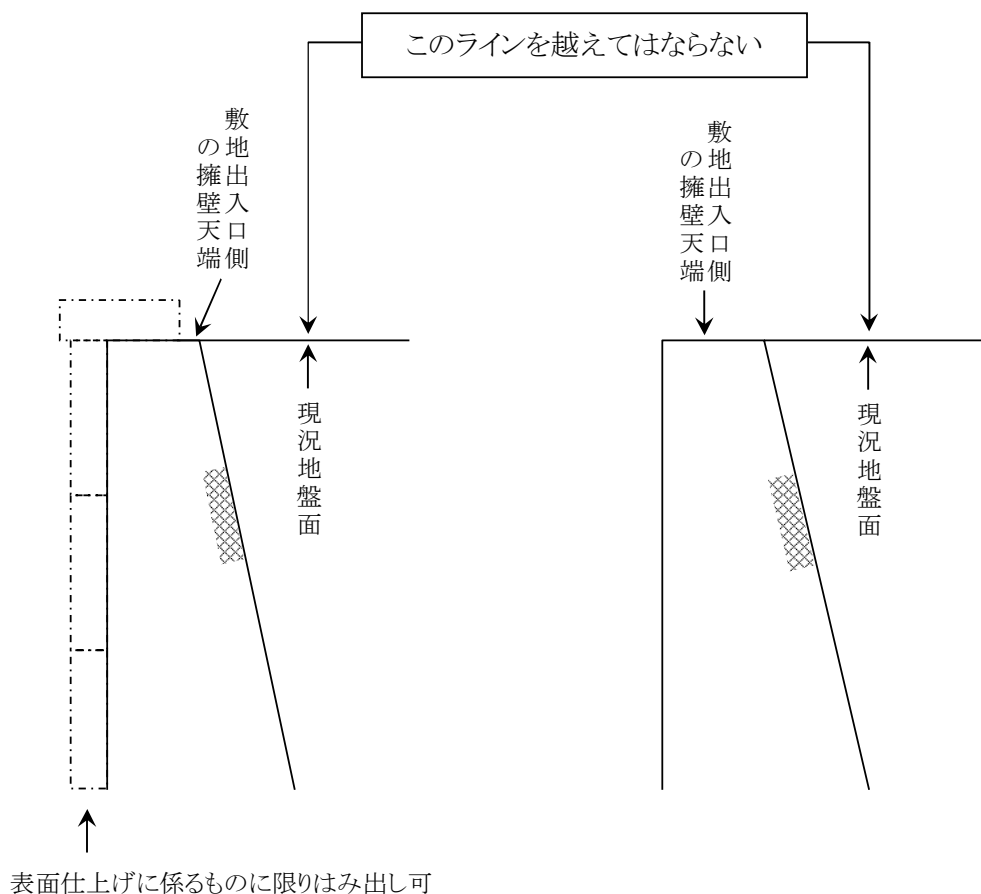 このラインを越えてはならない
敷地出入口側
の擁壁天端
敷地出入口側
の擁壁天端
現況地盤面
現況地盤面
表面仕上げに係るものに限りはみ出し可